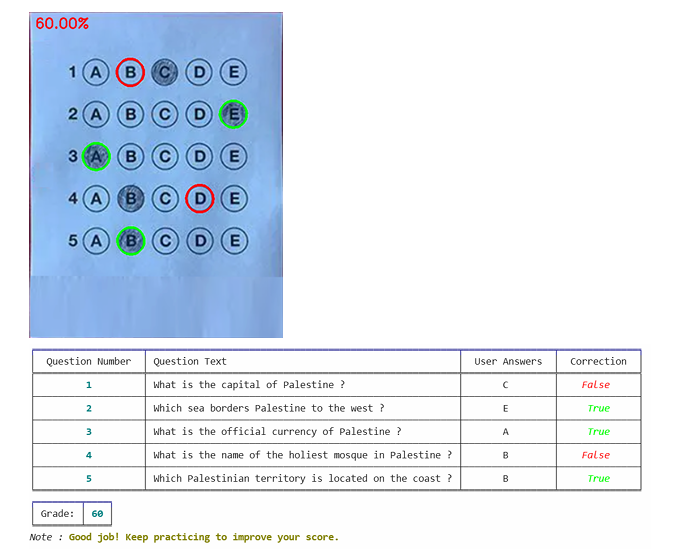 60.00%
1 A B C D E
2 A B C D E
3 A B C D E
4 A B C D E
5 A B C D E
Question Number Question Text User Answers Correction
1 What is the capital of Palestine ? C False
2 Which sea borders Palestine to the west ? E True
3 What is the official currency of Palestine ? A True
4 What is the name of the holiest mosque in Palestine ? B False
5 Which Palestinian territory is located on the coast ? B True
Grade: 60
Note : Good job! Keep practicing to improve your score.